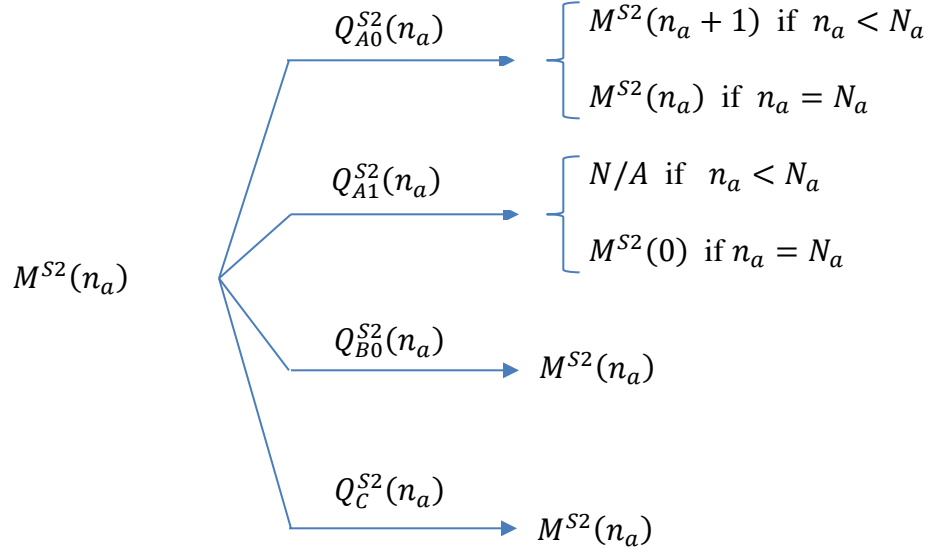 Q_{A0}^{S2}(n_a)
M^{S2}(n_a + 1) if n_a < N_a
M^{S2}(n_a) if n_a = N_a
Q_{A1}^{S2}(n_a)
N/A if n_a < N_a
M^{S2}(0) if n_a = N_a
M^{S2}(n_a)
Q_{B0}^{S2}(n_a)
M^{S2}(n_a)
Q_C^{S2}(n_a)
M^{S2}(n_a)